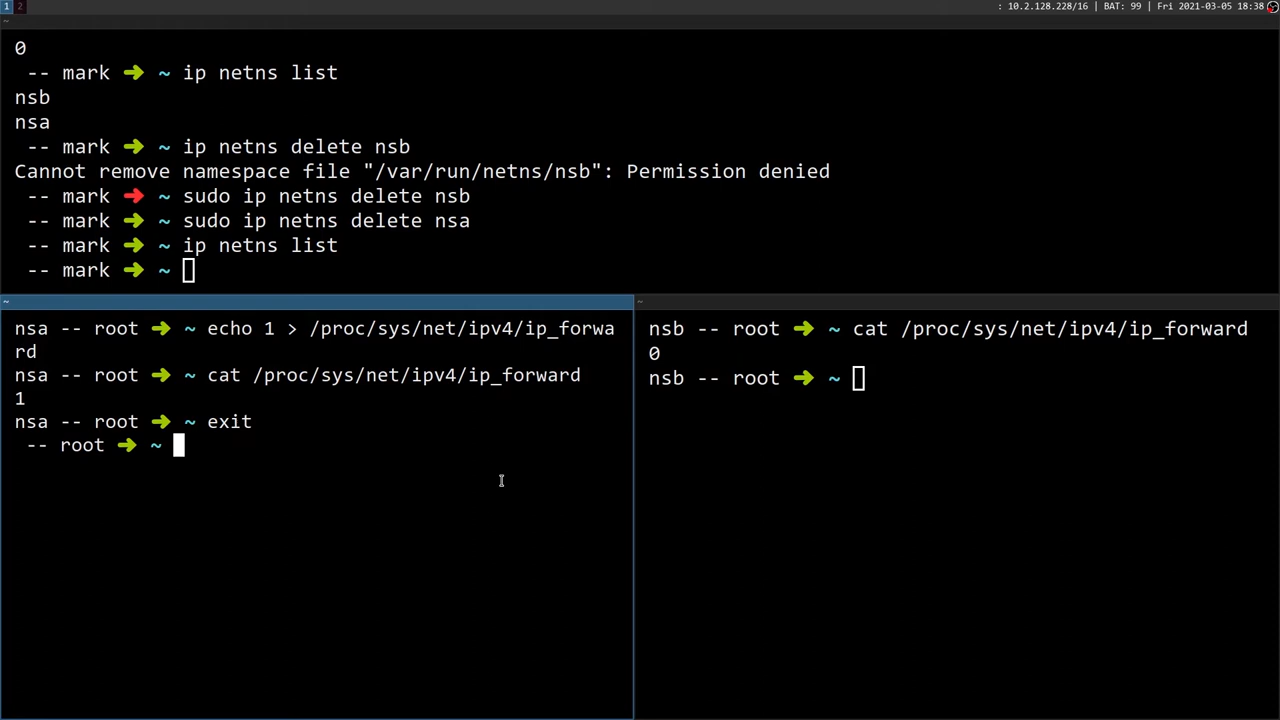 1 2 : 10.2.128.228/16 | BAT: 99 | Fri 2021-03-05 18:38
~
0
-- mark ➜ ~ ip netns list
nsb
nsa
-- mark ➜ ~ ip netns delete nsb
Cannot remove namespace file "/var/run/netns/nsb": Permission denied
-- mark ➜ ~ sudo ip netns delete nsb
-- mark ➜ ~ sudo ip netns delete nsa
-- mark ➜ ~ ip netns list
-- mark ➜ ~
~
nsa -- root ➜ ~ echo 1 > /proc/sys/net/ipv4/ip_forwa
rd
nsa -- root ➜ ~ cat /proc/sys/net/ipv4/ip_forward
1
nsa -- root ➜ ~ exit
-- root ➜ ~
~
nsb -- root ➜ ~ cat /proc/sys/net/ipv4/ip_forward
0
nsb -- root ➜ ~